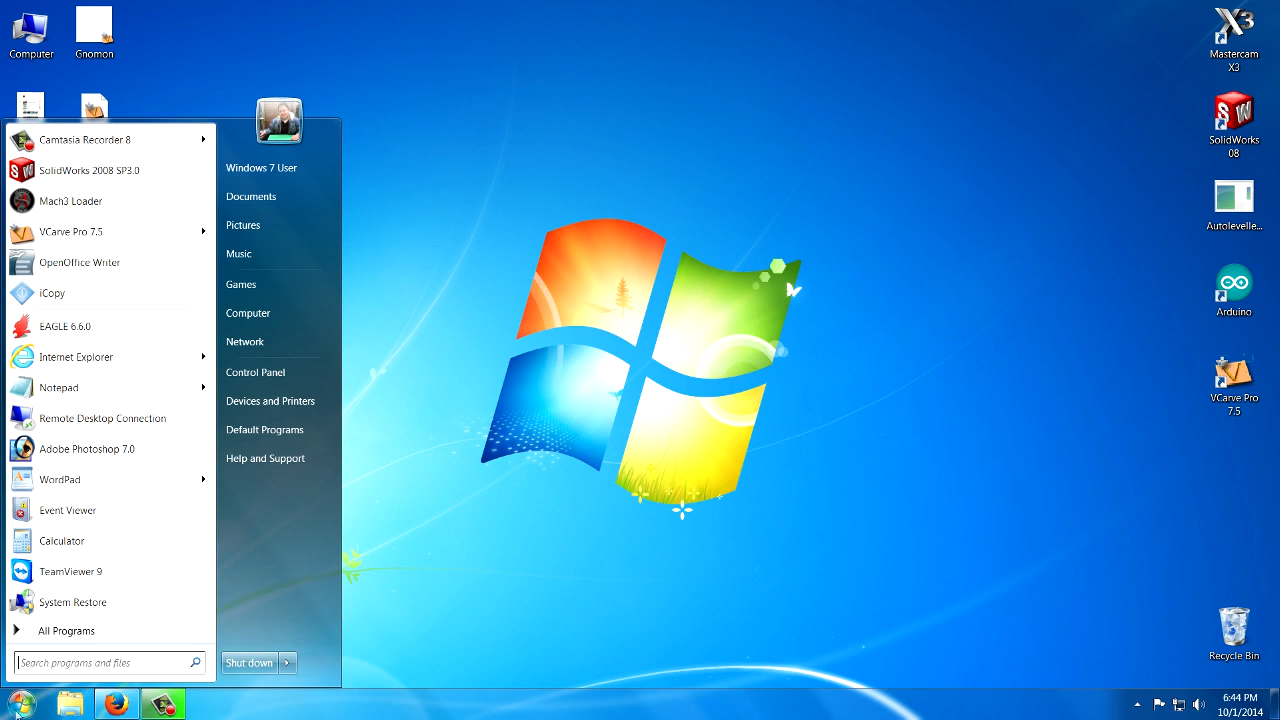 Computer
Gnomon
Camtasia Recorder 8
SolidWorks 2008 SP3.0
Mach3 Loader
VCarve Pro 7.5
OpenOffice Writer
iCopy
EAGLE 6.6.0
Internet Explorer
Notepad
Remote Desktop Connection
Adobe Photoshop 7.0
WordPad
Event Viewer
Calculator
TeamViewer 9
System Restore
All Programs
Search programs and files
Windows 7 User
Documents
Pictures
Music
Games
Computer
Network
Control Panel
Devices and Printers
Default Programs
Help and Support
Shut down
X3
Mastercam
X3
SW
SolidWorks
08
Autolevelle...
Arduino
VCarve Pro
7.5
Recycle Bin
6:44 PM
10/1/2014